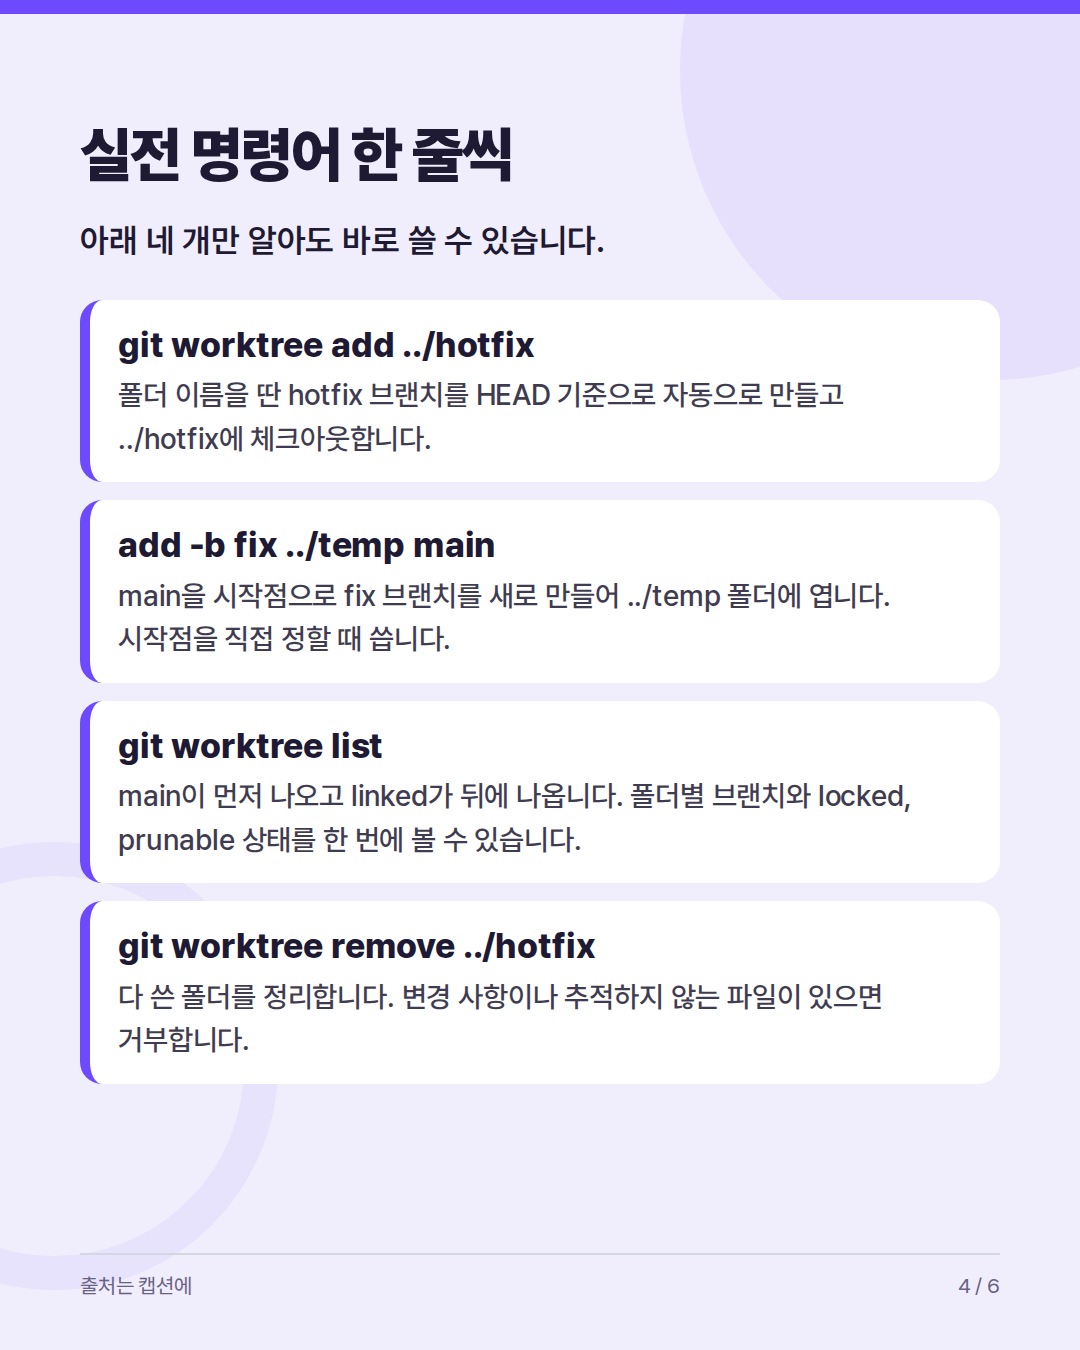 실전 명령어 한 줄씩
아래 네 개만 알아도 바로 쓸 수 있습니다.
git worktree add ../hotfix
폴더 이름을 딴 hotfix 브랜치를 HEAD 기준으로 자동으로 만들고
../hotfix에 체크아웃합니다.
add -b fix ../temp main
main을 시작점으로 fix 브랜치를 새로 만들어 ../temp 폴더에 엽니다.
시작점을 직접 정할 때 씁니다.
git worktree list
main이 먼저 나오고 linked가 뒤에 나옵니다. 폴더별 브랜치와 locked,
prunable 상태를 한 번에 볼 수 있습니다.
git worktree remove ../hotfix
다 쓴 폴더를 정리합니다. 변경 사항이나 추적하지 않는 파일이 있으면
거부합니다.
출처는 캡션에
4 / 6